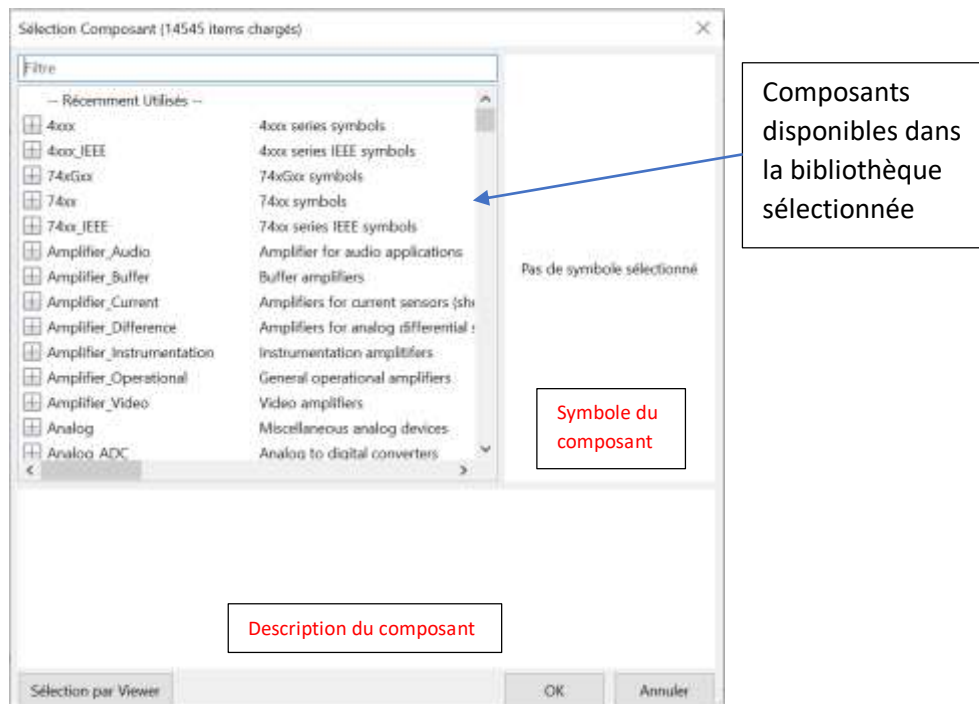 Sélection Composant (14545 items chargés)
Filtre
-- Récemment Utilisés --
4xxx 4xxx series symbols
4xxx_IEEE 4xxx series IEEE symbols
74xGxx 74xGxx symbols
74xx 74xx symbols
74xx_IEEE 74xx series IEEE symbols
Amplifier_Audio Amplifier for audio applications
Amplifier_Buffer Buffer amplifiers
Amplifier_Current Amplifiers for current sensors (sh
Amplifier_Difference Amplifiers for analog differential s
Amplifier_Instrumentation Instrumentation amplitifers
Amplifier_Operational General operational amplifiers
Amplifier_Video Video amplifiers
Analog Miscellaneous analog devices
Analog_ADC Analog to digital converters
Pas de symbole sélectionné
Symbole du
composant
Composants
disponibles dans
la bibliothèque
sélectionnée
Description du composant
Sélection par Viewer
OK
Annuler